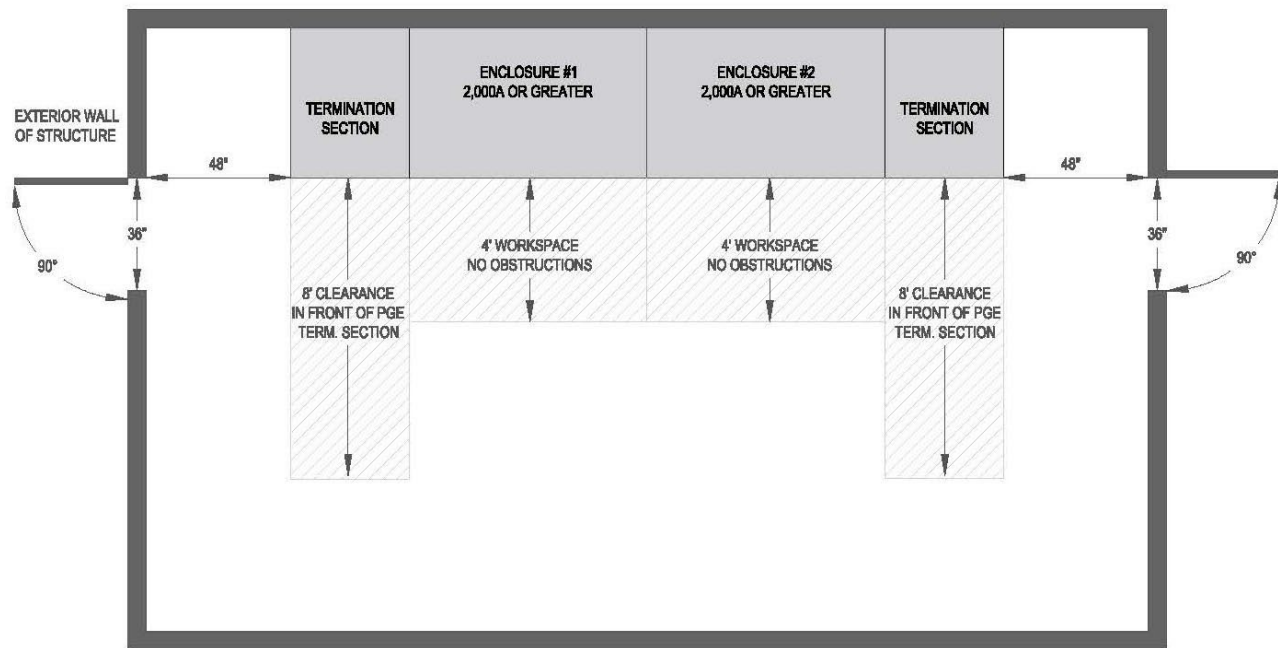 ENCLOSURE #1
2,000A OR GREATER
ENCLOSURE #2
2,000A OR GREATER
TERMINATION
SECTION
TERMINATION
SECTION
EXTERIOR WALL
OF STRUCTURE
48"
48"
36"
90°
4' WORKSPACE
NO OBSTRUCTIONS
4' WORKSPACE
NO OBSTRUCTIONS
36"
90°
8' CLEARANCE
IN FRONT OF PGE
TERM. SECTION
8' CLEARANCE
IN FRONT OF PGE
TERM. SECTION